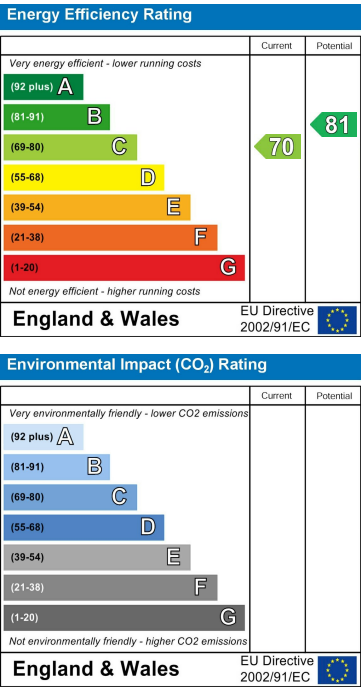 Energy Efficiency Rating
Current Potential
Very energy efficient - lower running costs
(92 plus) A
(81-91) B
81
(69-80) C
70
(55-68) D
(39-54) E
(21-38) F
(1-20) G
Not energy efficient - higher running costs
England & Wales
EU Directive
2002/91/EC
Environmental Impact (CO2) Rating
Current Potential
Very environmentally friendly - lower CO2 emissions
(92 plus) A
(81-91) B
(69-80) C
(55-68) D
(39-54) E
(21-38) F
(1-20) G
Not environmentally friendly - higher CO2 emissions
England & Wales
EU Directive
2002/91/EC